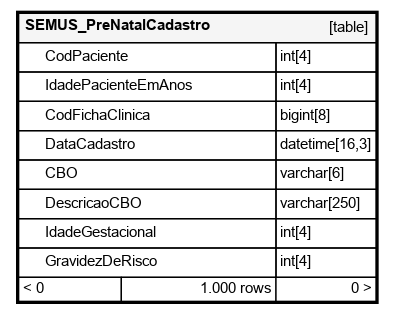 SEMUS_PreNatalCadastro [table]
CodPaciente int[4]
IdadePacienteEmAnos int[4]
CodFichaClinica bigint[8]
DataCadastro datetime[16,3]
CBO varchar[6]
DescricaoCBO varchar[250]
IdadeGestacional int[4]
GravidezDeRisco int[4]
< 0 1.000 rows 0 >